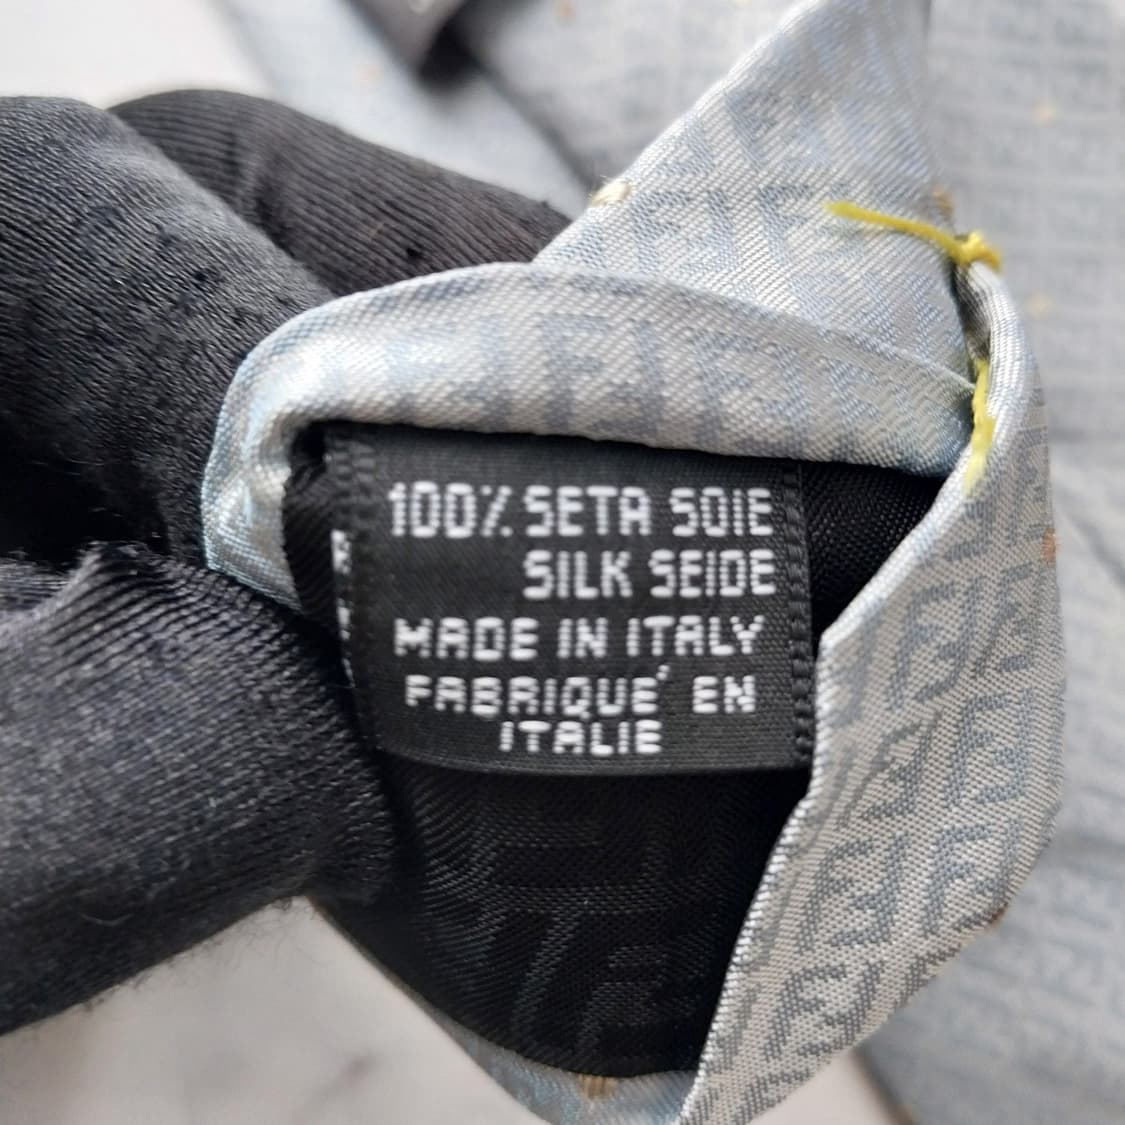 100% SETA SOIE
SILK SEIDE
MADE IN ITALY
FABRIQUE' EN
ITALIE